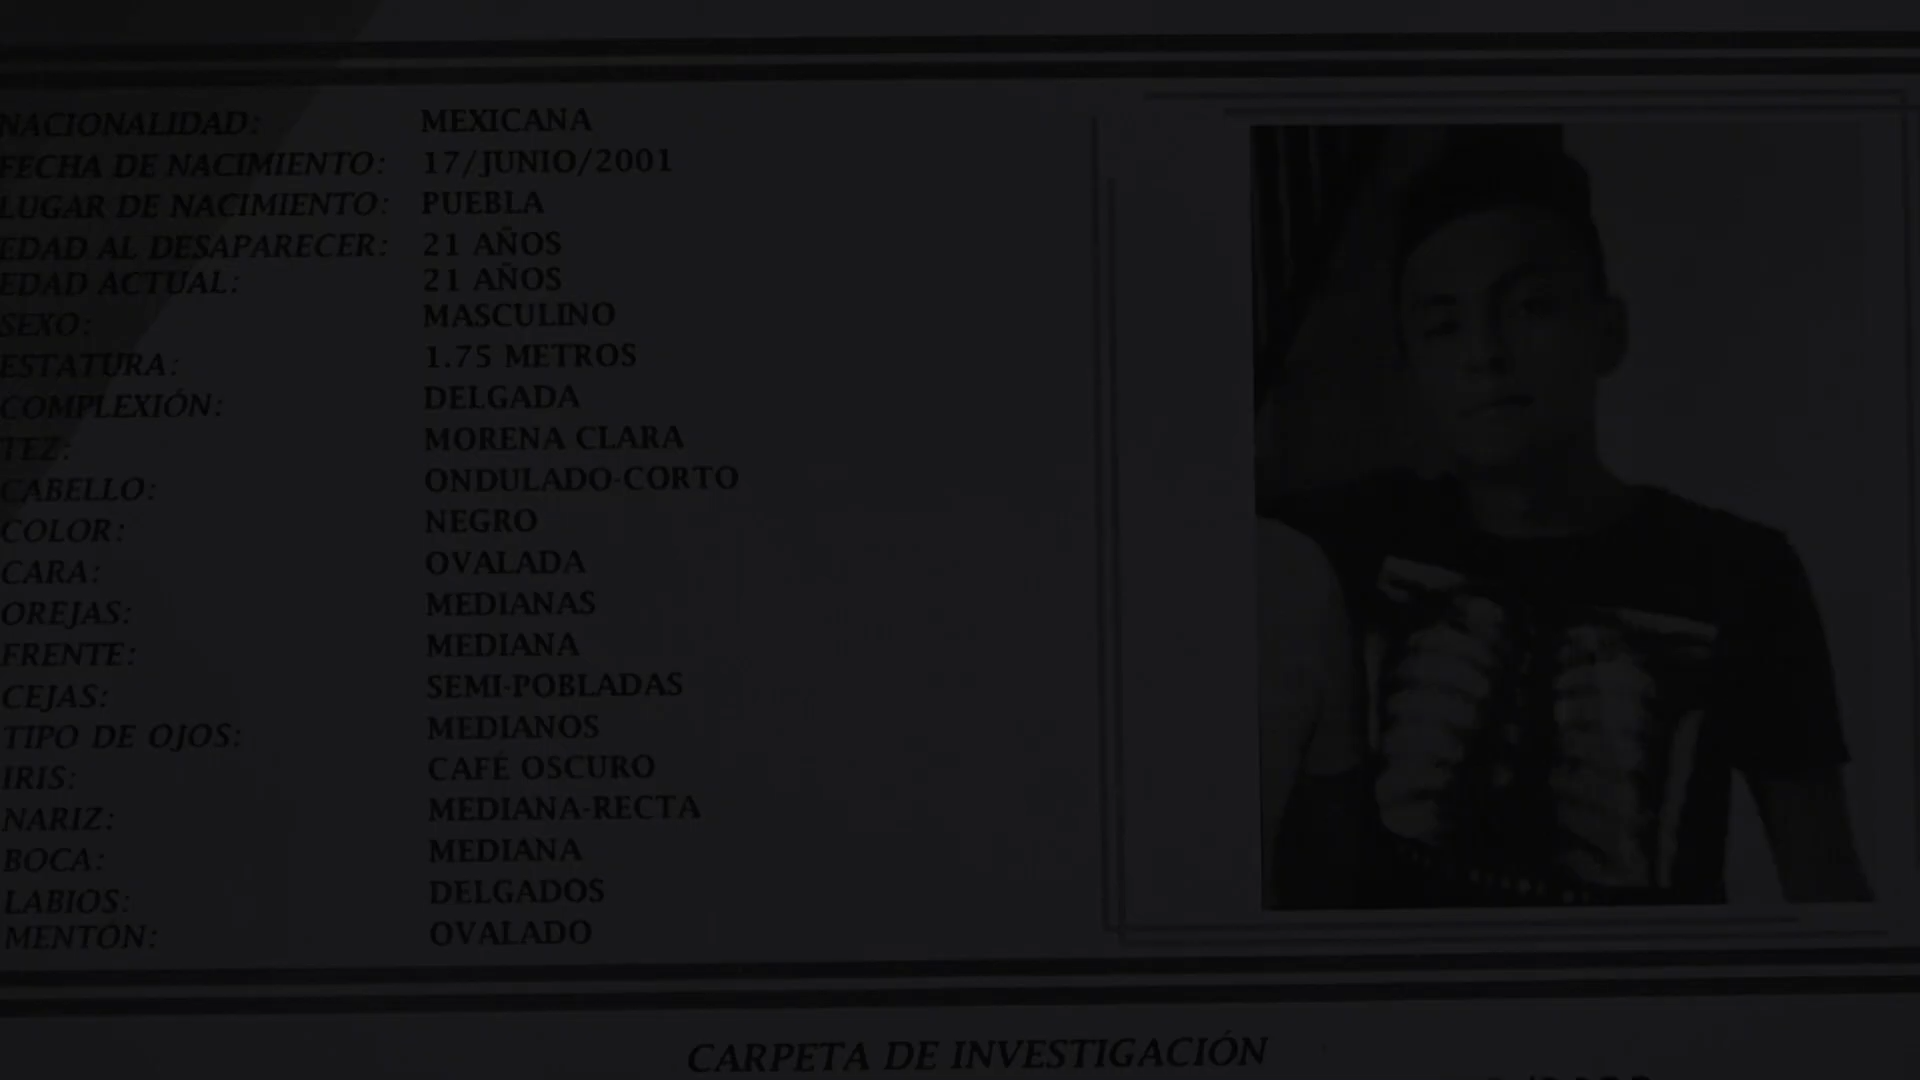 NACIONALIDAD: MEXICANA
FECHA DE NACIMIENTO: 17/JUNIO/2001
LUGAR DE NACIMIENTO: PUEBLA
EDAD AL DESAPARECER: 21 AÑOS
EDAD ACTUAL: 21 AÑOS
SEXO: MASCULINO
ESTATURA: 1.75 METROS
COMPLEXIÓN: DELGADA
TEZ: MORENA CLARA
CABELLO: ONDULADO-CORTO
COLOR: NEGRO
CARA: OVALADA
OREJAS: MEDIANAS
FRENTE: MEDIANA
CEJAS: SEMI-POBLADAS
TIPO DE OJOS: MEDIANOS
IRIS: CAFÉ OSCURO
NARIZ: MEDIANA-RECTA
BOCA: MEDIANA
LABIOS: DELGADOS
MENTÓN: OVALADO
CARPETA DE INVESTIGACIÓN